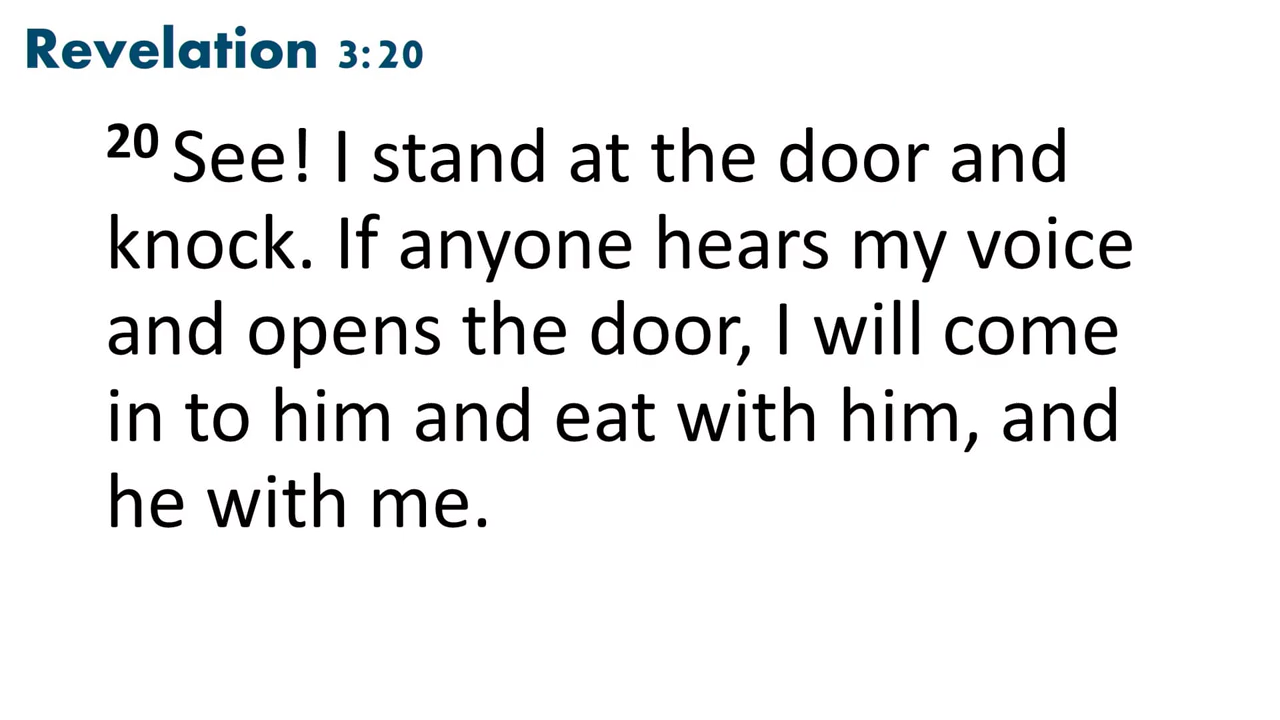 Revelation 3:20
20 See! I stand at the door and
knock. If anyone hears my voice
and opens the door, I will come
in to him and eat with him, and
he with me.